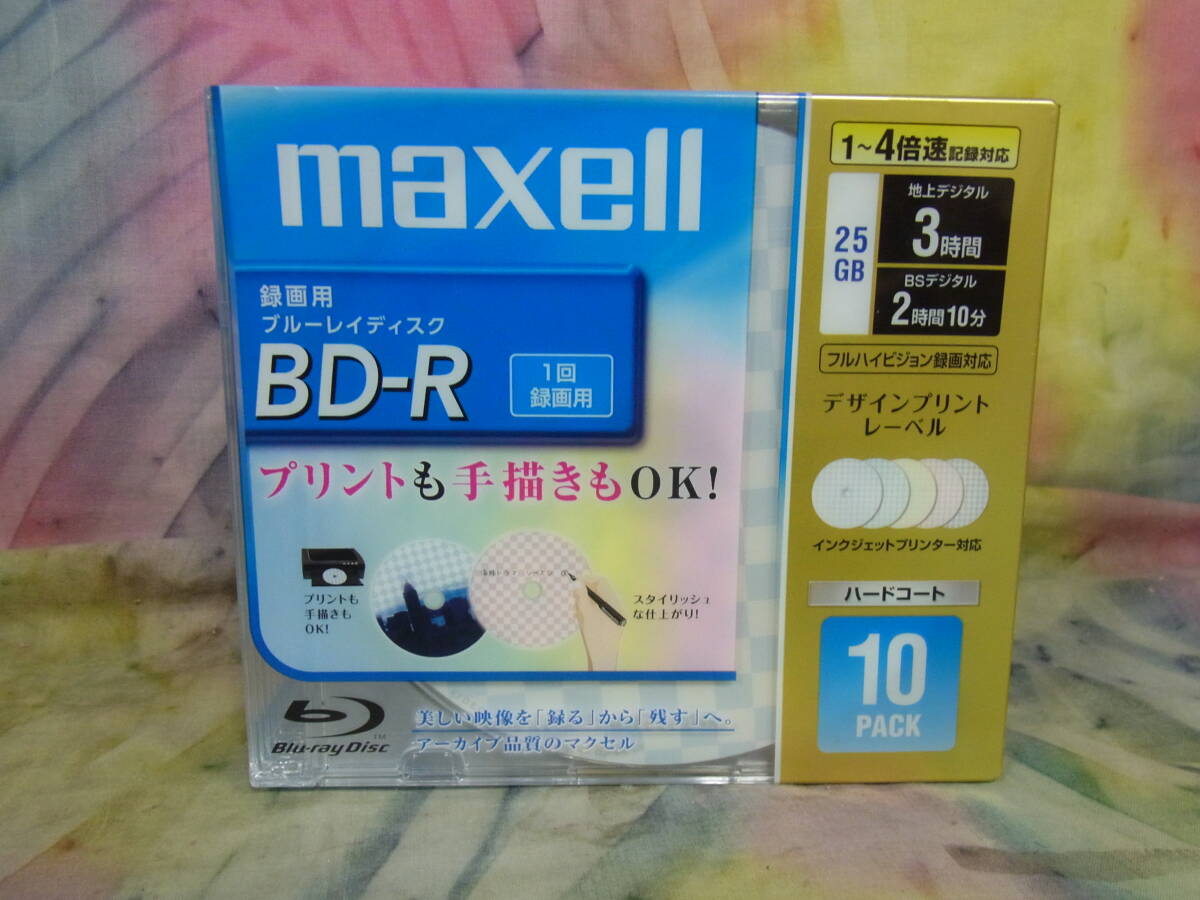 maxell
録画用
ブルーレイディスク
BD-R
1回
録画用
プリントも手描きもOK!
プリントも
手描きも
OK!
スタイリッシュ
な仕上がり!
Blu-ray Disc
TM
美しい映像を「録る」から「残す」へ。
アーカイブ品質のマクセル
1~4倍速記録対応
25
GB
地上デジタル
3時間
BSデジタル
2時間10分
フルハイビジョン録画対応
デザインプリント
レーベル
インクジェットプリンター対応
ハードコート
10
PACK